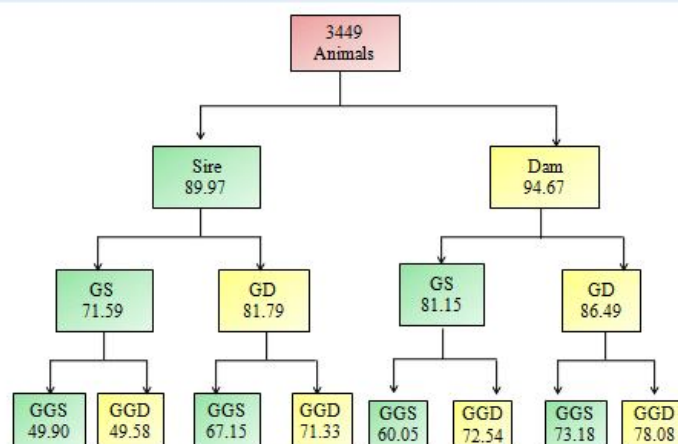 3449
Animals
Sire
89.97
Dam
94.67
GS
71.59
GD
81.79
GS
81.15
GD
86.49
GGS
49.90
GGD
49.58
GGS
67.15
GGD
71.33
GGS
60.05
GGD
72.54
GGS
73.18
GGD
78.08